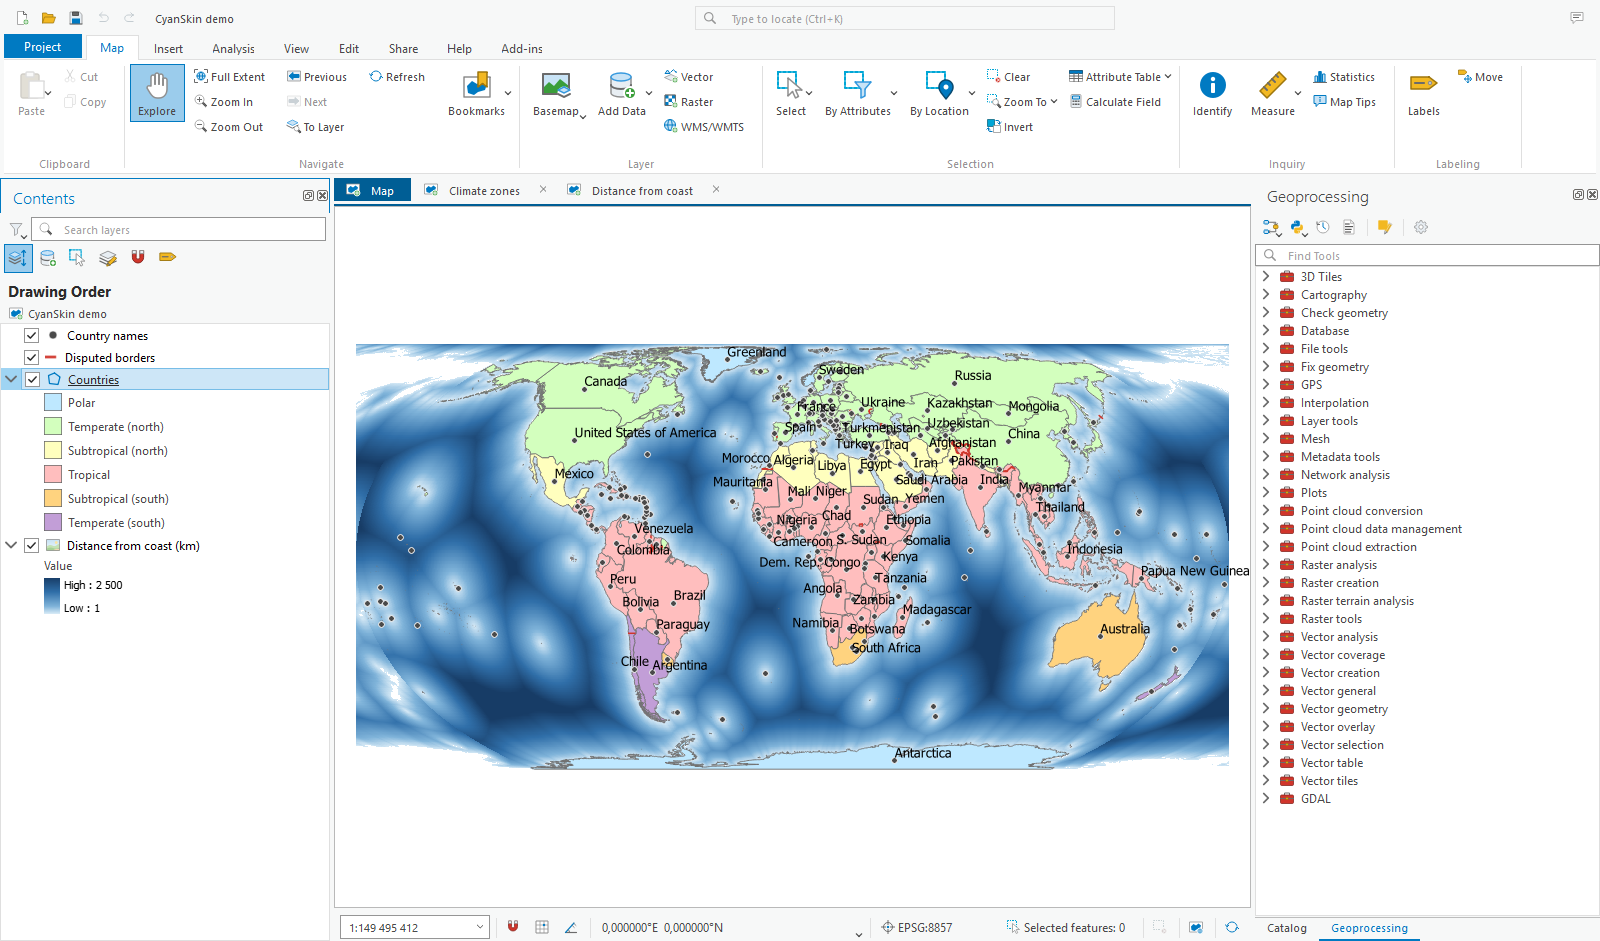 CyanSkin demo
Type to locate (Ctrl+K)
Project Map Insert Analysis View Edit Share Help Add-ins
Paste
Cut
Copy
Clipboard
Explore
Full Extent
Zoom In
Zoom Out
Previous
Next
To Layer
Refresh
Bookmarks
Navigate
Basemap
Add Data
Vector
Raster
WMS/WMTS
Layer
Select
By Attributes
By Location
Clear
Zoom To
Invert
Attribute Table
Calculate Field
Selection
Identify
Measure
Statistics
Map Tips
Inquiry
Labels
Move
Labeling
Contents
Search layers
Drawing Order
CyanSkin demo
Country names
Disputed borders
Countries
Polar
Temperate (north)
Subtropical (north)
Tropical
Subtropical (south)
Temperate (south)
Distance from coast (km)
Value
High : 2 500
Low : 1
Map
Climate zones
Distance from coast
Greenland
Canada
Sweden
Russia
France
Ukraine
Kazakhstan
Mongolia
United States of America
Spain
Turkmenistan
Uzbekistan
China
Turkey
Iraq
Afghanistan
Morocco
Algeria
Libya
Egypt
Iran
Pakistan
Mexico
Mauritania
Mali
Niger
Saudi Arabia
India
Myanmar
Sudan
Yemen
Thailand
Venezuela
Nigeria
Chad
Ethiopia
Colombia
Cameroon
S. Sudan
Somalia
Indonesia
Dem. Rep. Congo
Kenya
Peru
Tanzania
Papua New Guinea
Bolivia
Brazil
Angola
Zambia
Madagascar
Paraguay
Namibia
Botswana
Australia
Chile
Argentina
South Africa
Antarctica
1:149 495 412
0,000000°E 0,000000°N
EPSG:8857
Selected features: 0
Geoprocessing
Find Tools
3D Tiles
Cartography
Check geometry
Database
File tools
Fix geometry
GPS
Interpolation
Layer tools
Mesh
Metadata tools
Network analysis
Plots
Point cloud conversion
Point cloud data management
Point cloud extraction
Raster analysis
Raster creation
Raster terrain analysis
Raster tools
Vector analysis
Vector coverage
Vector creation
Vector general
Vector geometry
Vector overlay
Vector selection
Vector table
Vector tiles
GDAL
Catalog
Geoprocessing